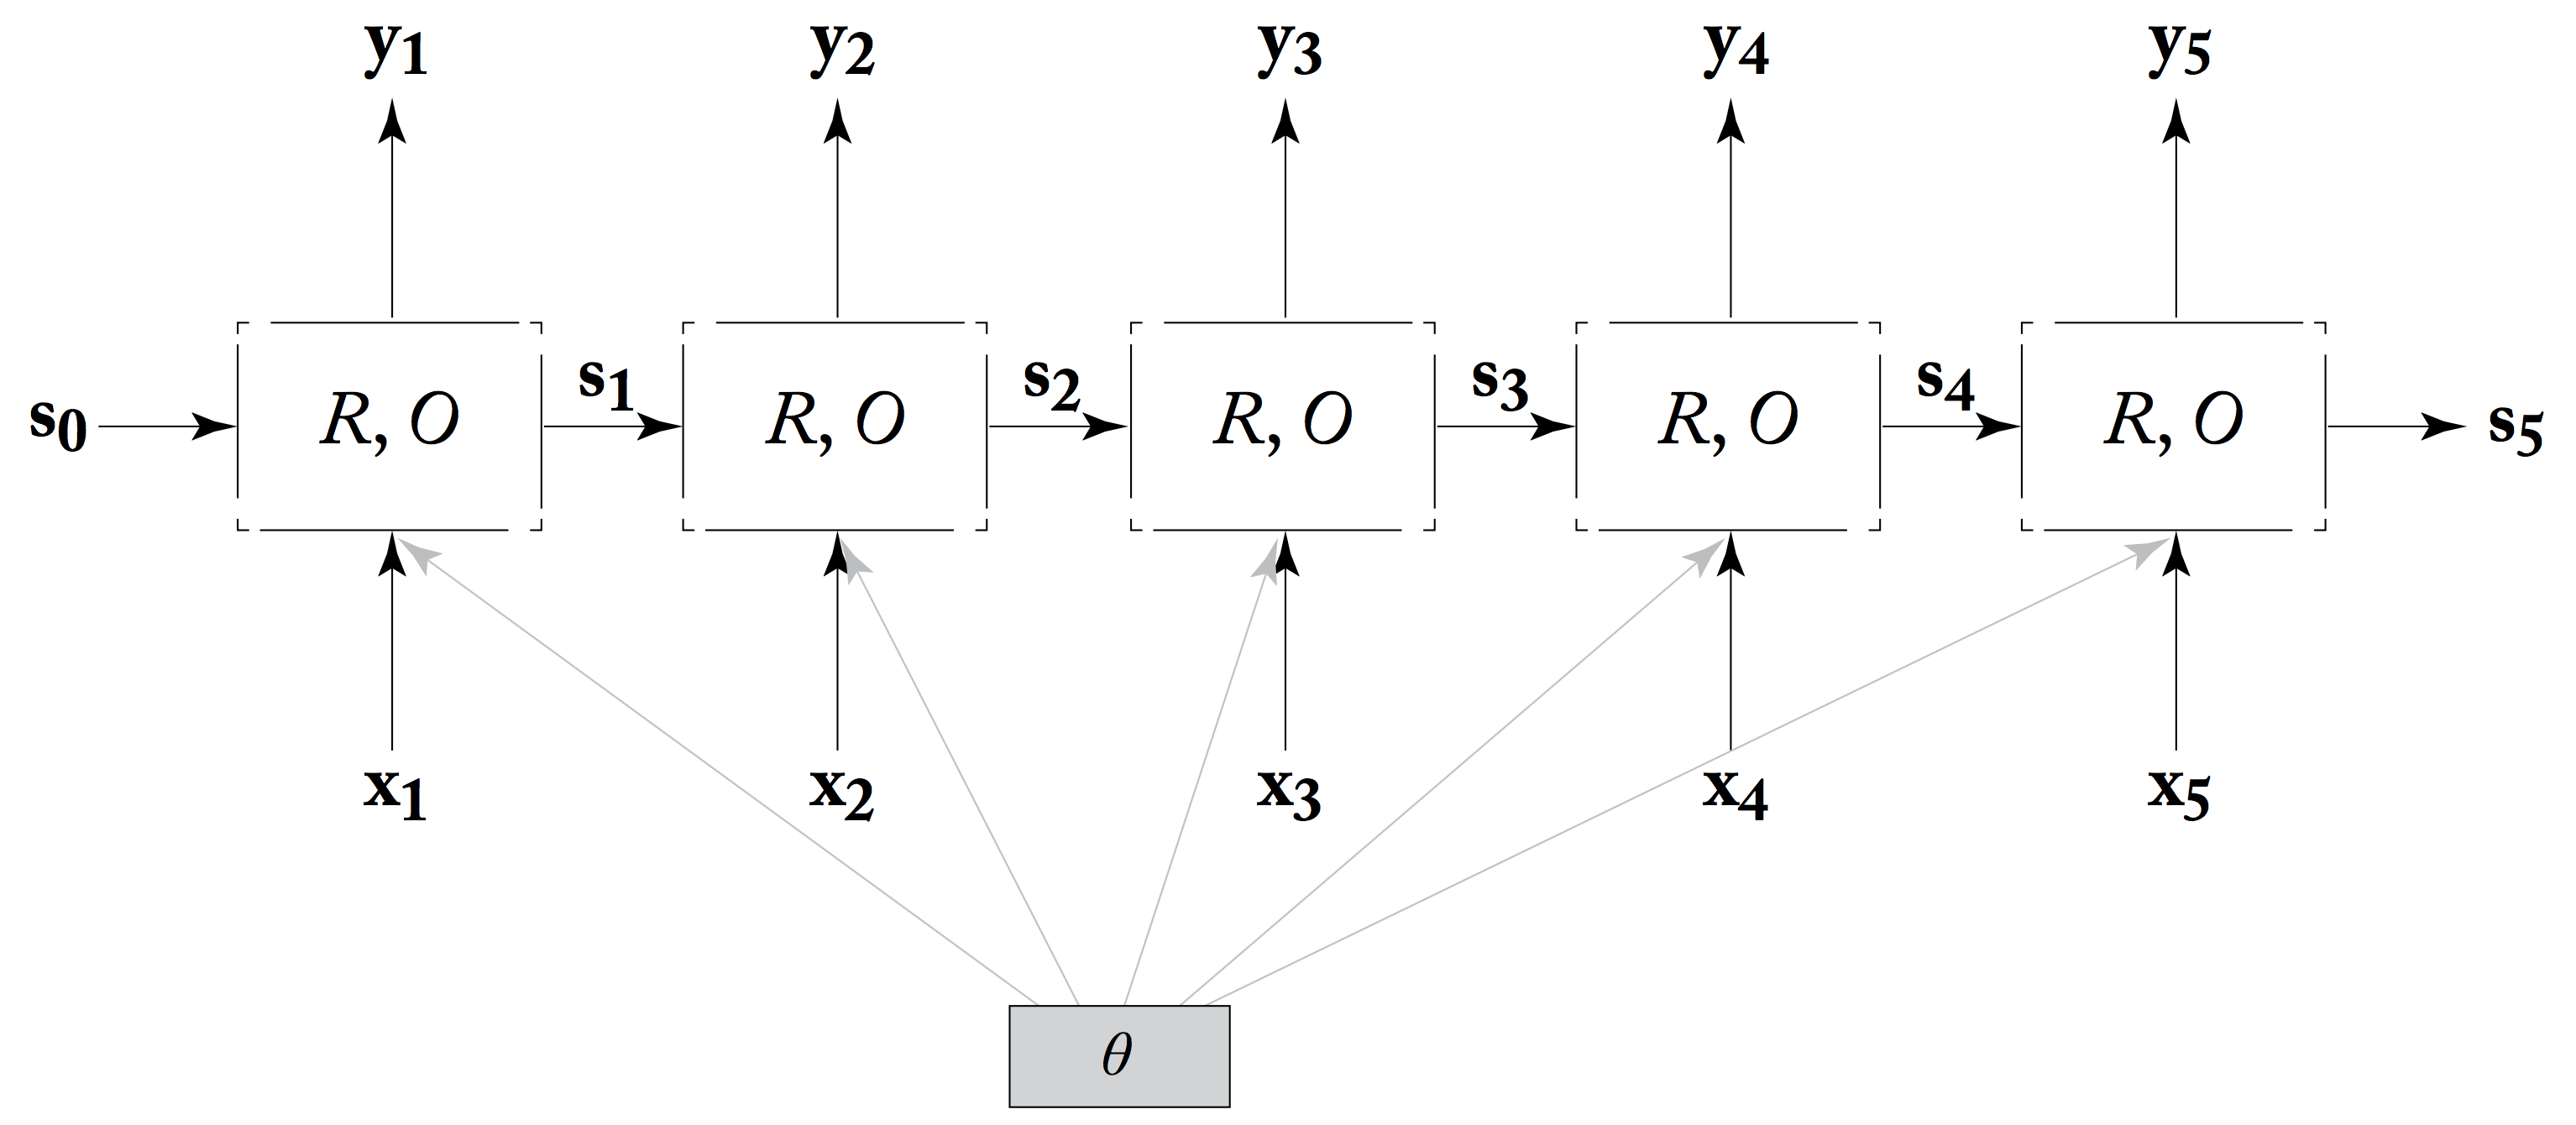 y1 y2 y3 y4 y5
s0 R, O s1 R, O s2 R, O s3 R, O s4 R, O s5
x1 x2 x3 x4 x5
θ